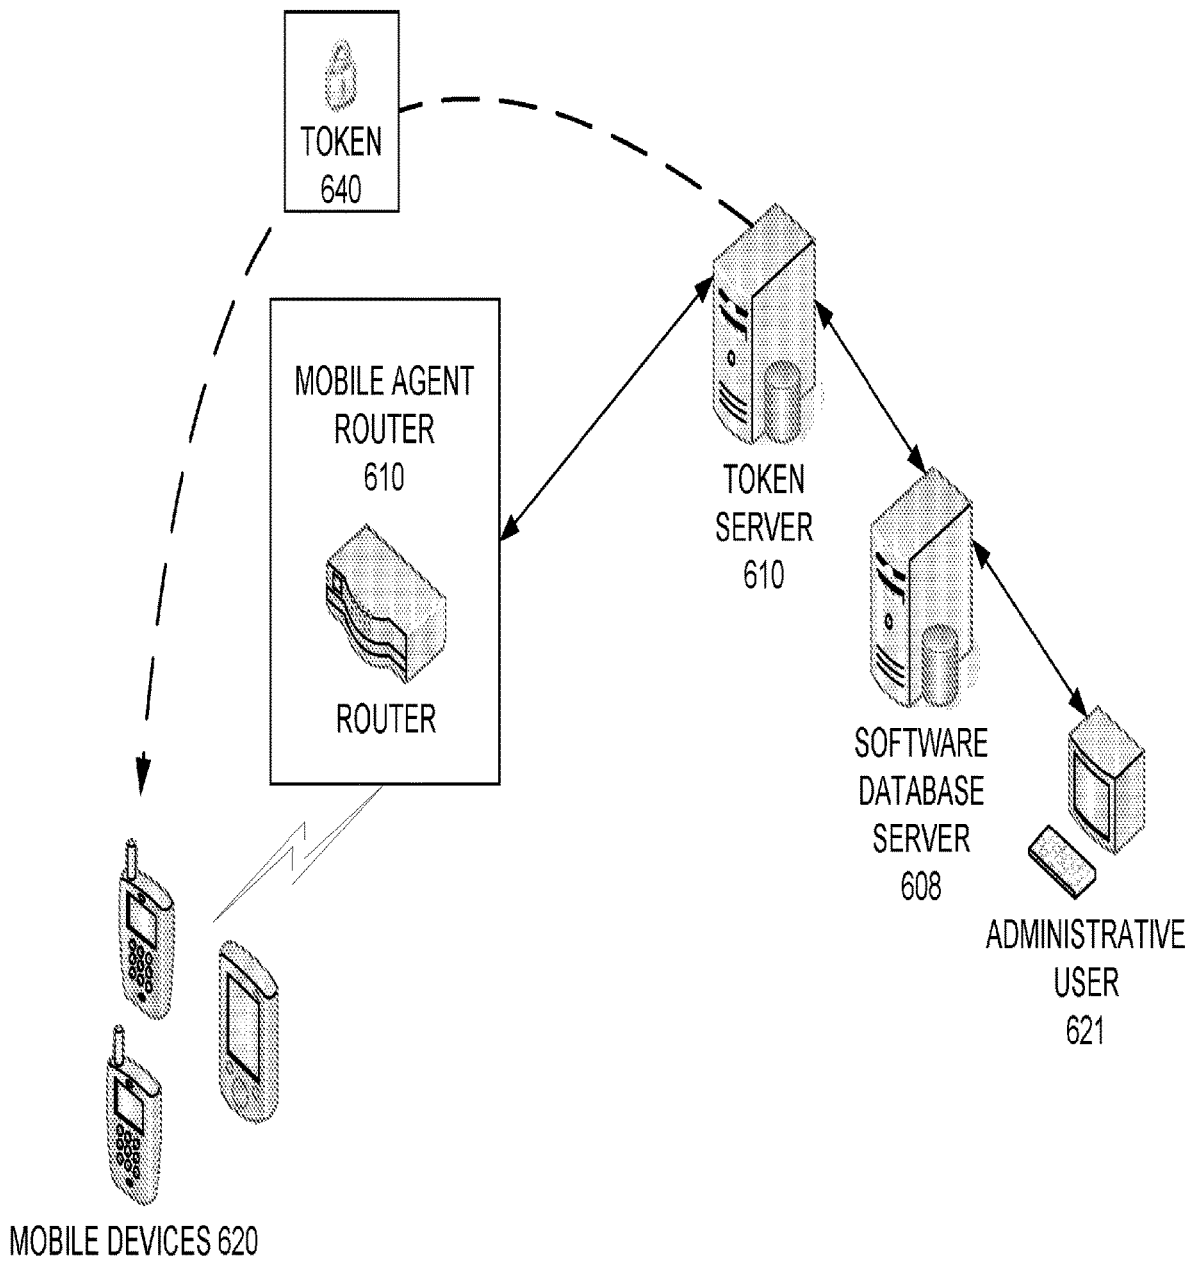 TOKEN
640
MOBILE AGENT
ROUTER
610
ROUTER
TOKEN
SERVER
610
SOFTWARE
DATABASE
SERVER
608
ADMINISTRATIVE
USER
621
MOBILE DEVICES 620